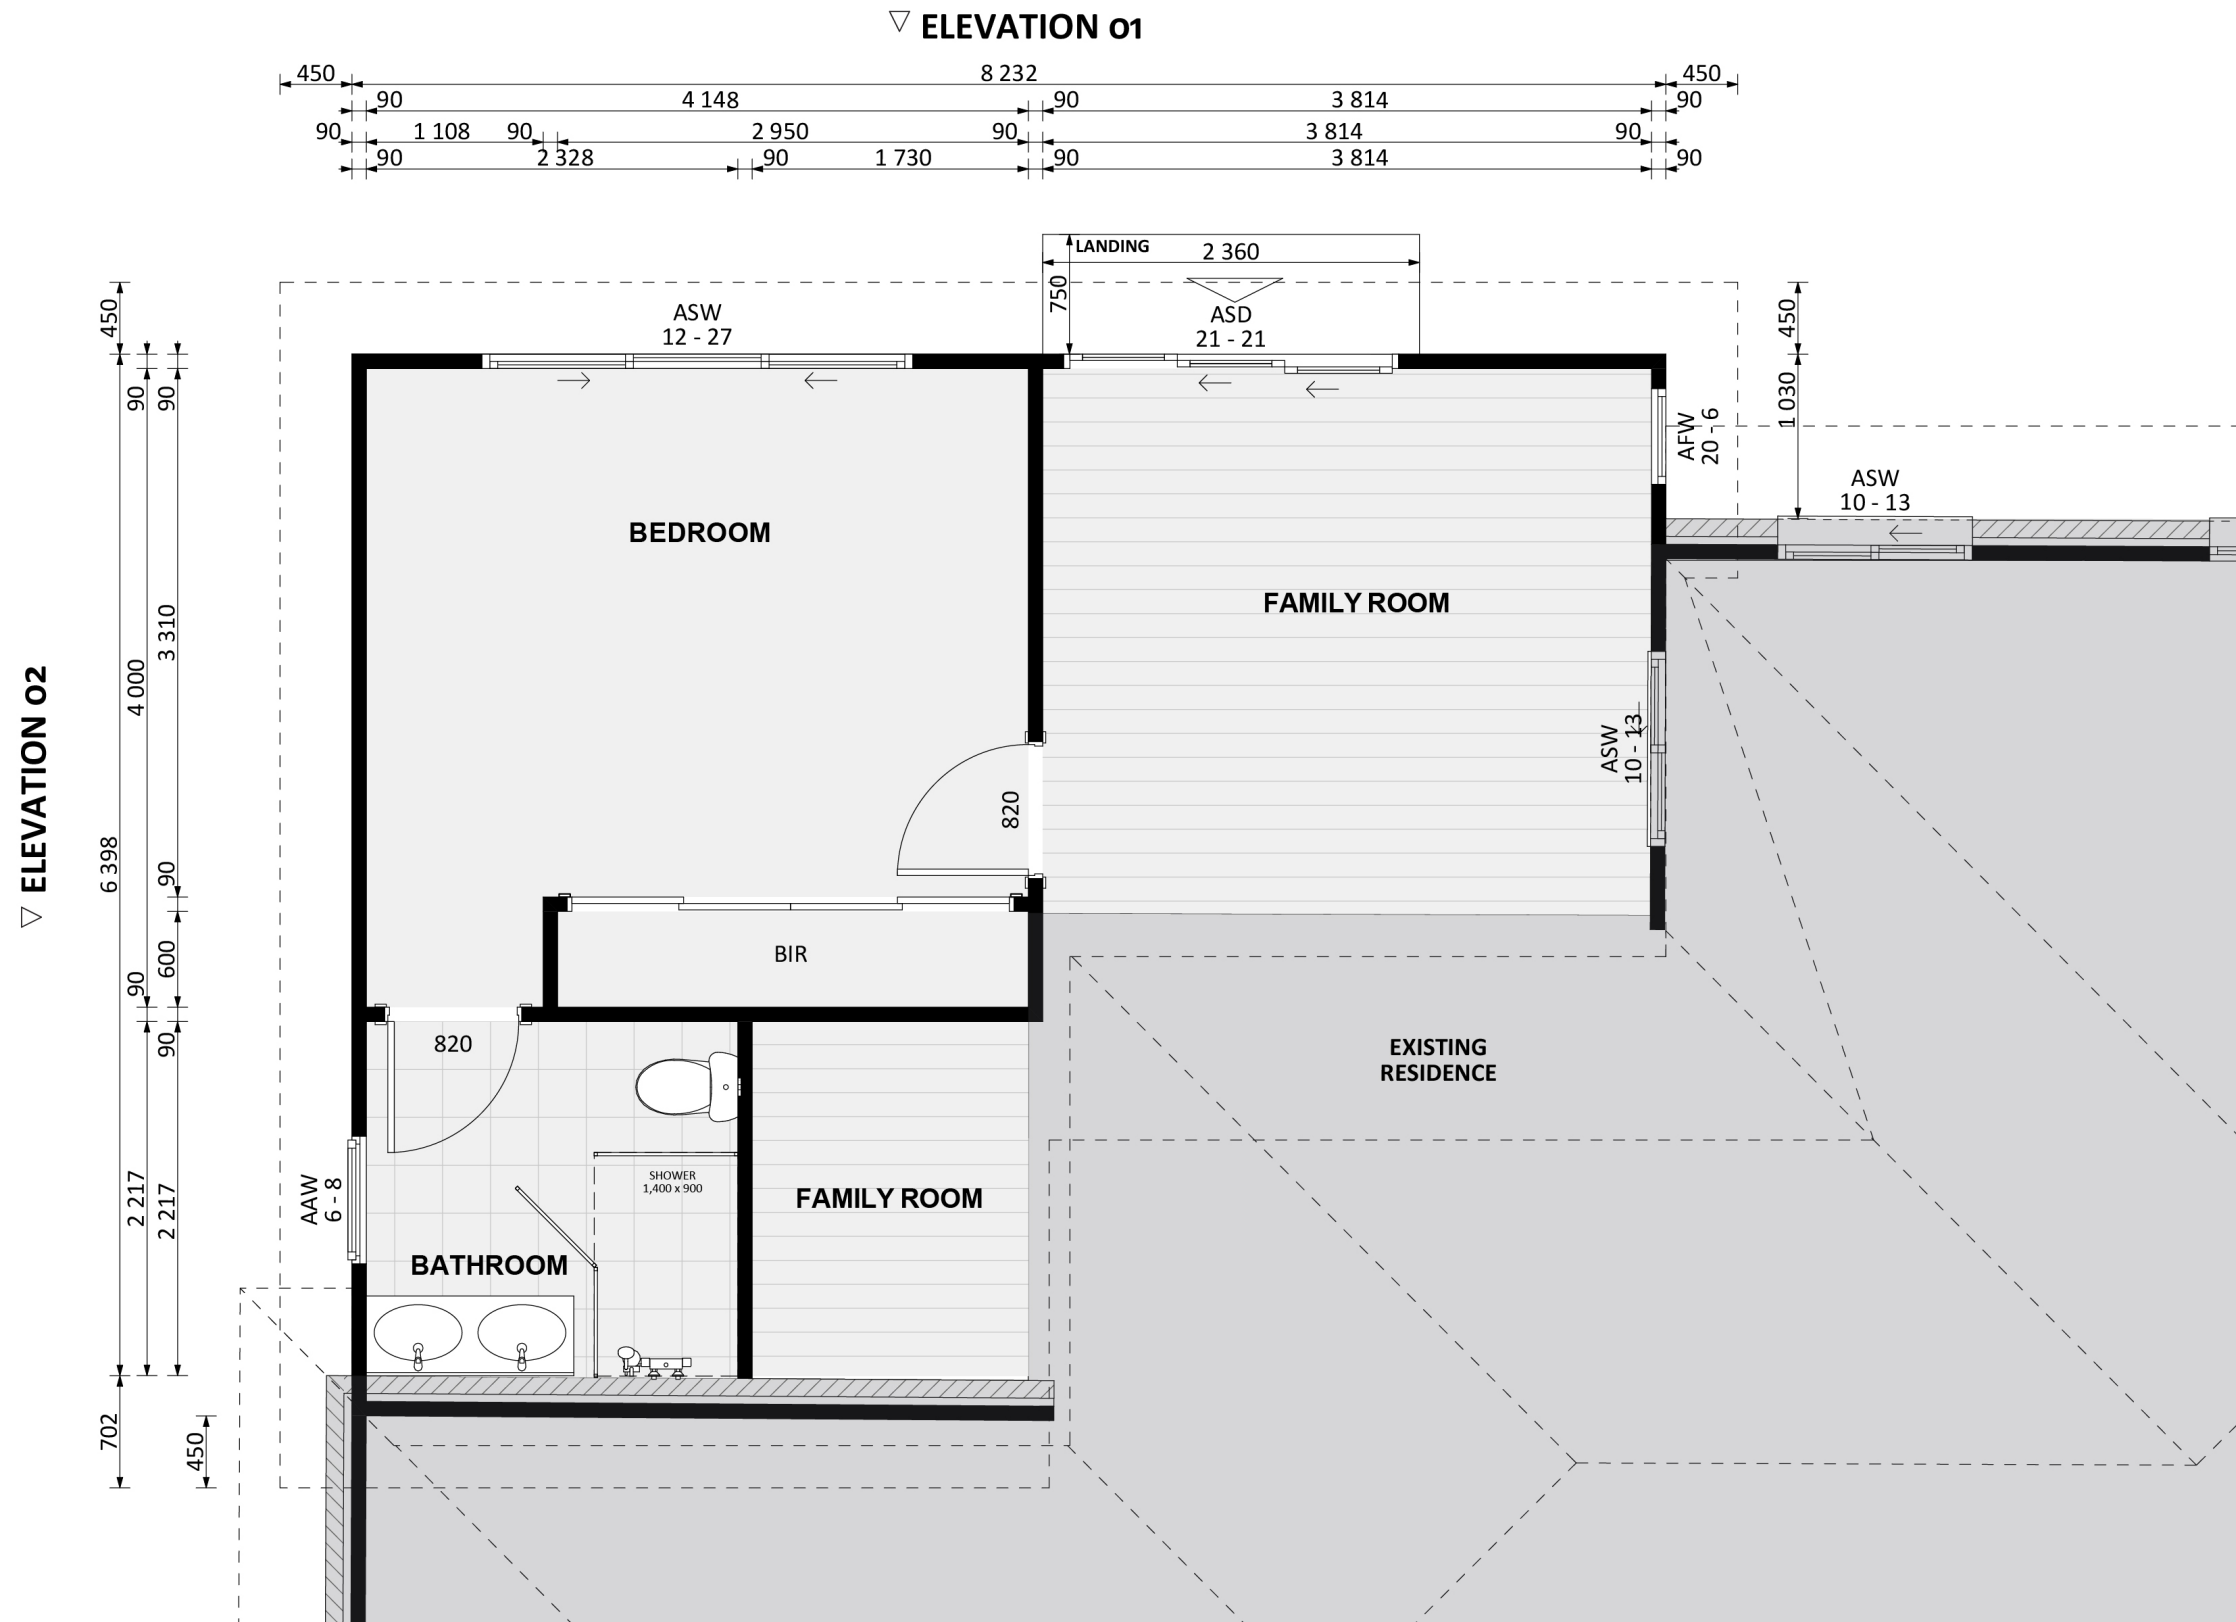 ELEVATION 01
450
8 232
450
90
4 148
90
3 814
90
90
1 108
90
2 950
90
3 814
90
90
2 328
90
1 730
90
3 814
90
LANDING
2 360
750
450
90
90
ASW
12 - 27
ASD
21 - 21
450
1 030
AFW
20 - 6
ASW
10 - 13
BEDROOM
FAMILY ROOM
3 310
4 000
ELEVATION 02
6 398
ASW
10 - 13
820
90
600
90
BIR
90
820
EXISTING
RESIDENCE
2 217
2 217
AAW
6 - 8
SHOWER
1,400 x 900
FAMILY ROOM
BATHROOM
702
450